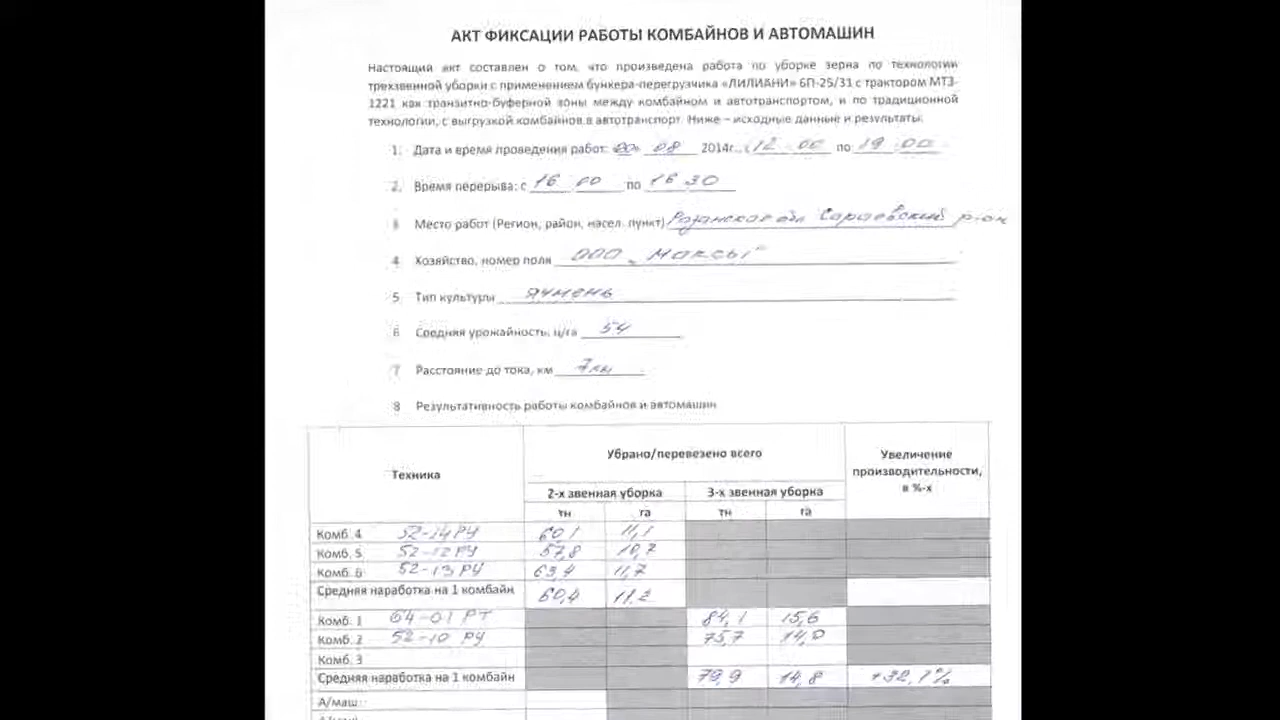 АКТ ФИКСАЦИИ РАБОТЫ КОМБАЙНОВ И АВТОМАШИН
Настоящий акт составлен о том, что произведена работа по уборке зерна по технологии
трехзвенной уборки с применением бункера-перегрузчика «ЛИЛИАНИ» БП-25/31 с трактором МТЗ-
1221 как транзитно-буферной зоны между комбайном и автотранспортом, и по традиционной
технологии, с выгрузкой комбайнов в автотранспорт. Ниже – исходные данные и результаты.
1. Дата и время проведения работ: 08 2014г., с 12 00 по 19 00
2. Время перерыва: с 16 00 по 16 30
3 Место работ (Регион, район, насел. пункт) Рязанская обл Сараевский р-он
4 Хозяйство, номер поля ООО „Максы"
5 Тип культуры ячмень
6 Средняя урожайность, ц/га 54
7 Расстояние до тока, км 7 км
8 Результативность работы комбайнов и автомашин
Техника Убрано/перевезено всего Увеличение производительности, в %-х
2-х звенная уборка 3-х звенная уборка
тн га тн га
Комб. 4 52-14 РУ 60,1 11,1
Комб. 5 52-12 РУ 57,8 10,7
Комб. 6 52-13 РУ 63,4 11,7
Средняя наработка на 1 комбайн 60,4 11,2
Комб. 1 64-01 РТ 84,1 15,6
Комб. 2 52-10 РУ 75,7 14,0
Комб. 3
Средняя наработка на 1 комбайн 79,9 14,8 +32,1%
А/маш.: